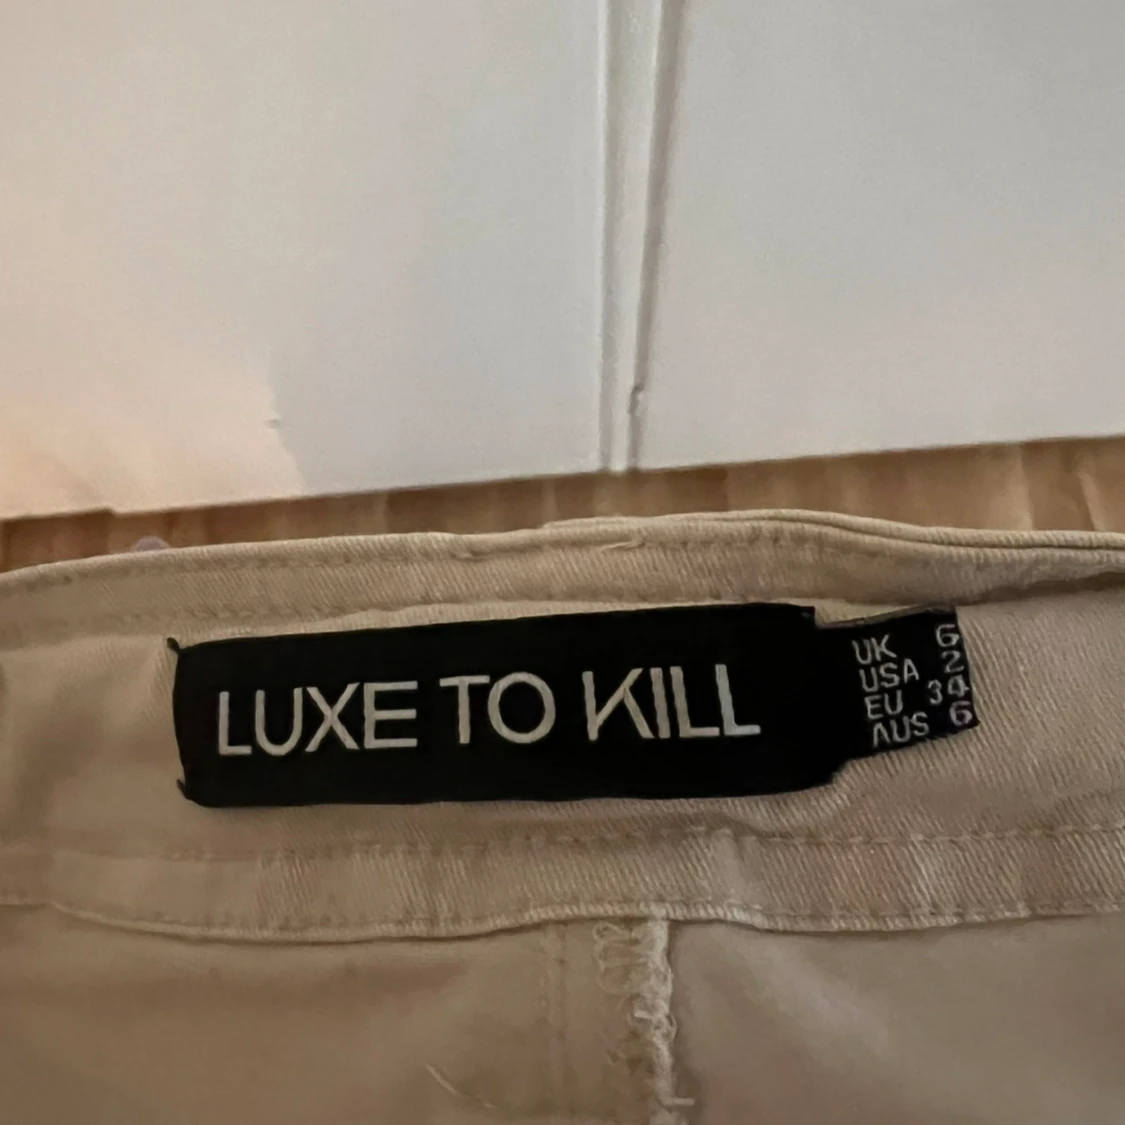 LUXE TO KILL
UK 6
USA 2
EU 34
AUS 6